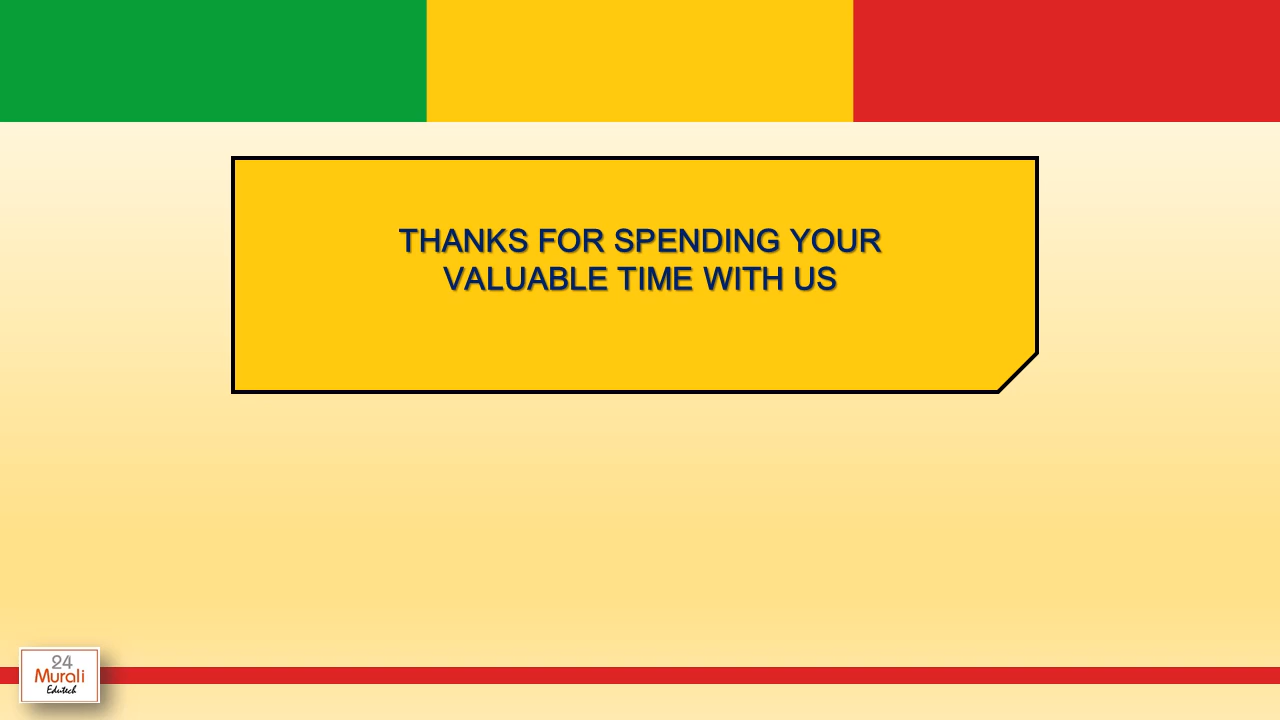 THANKS FOR SPENDING YOUR
VALUABLE TIME WITH US
24
Murali
Edutech